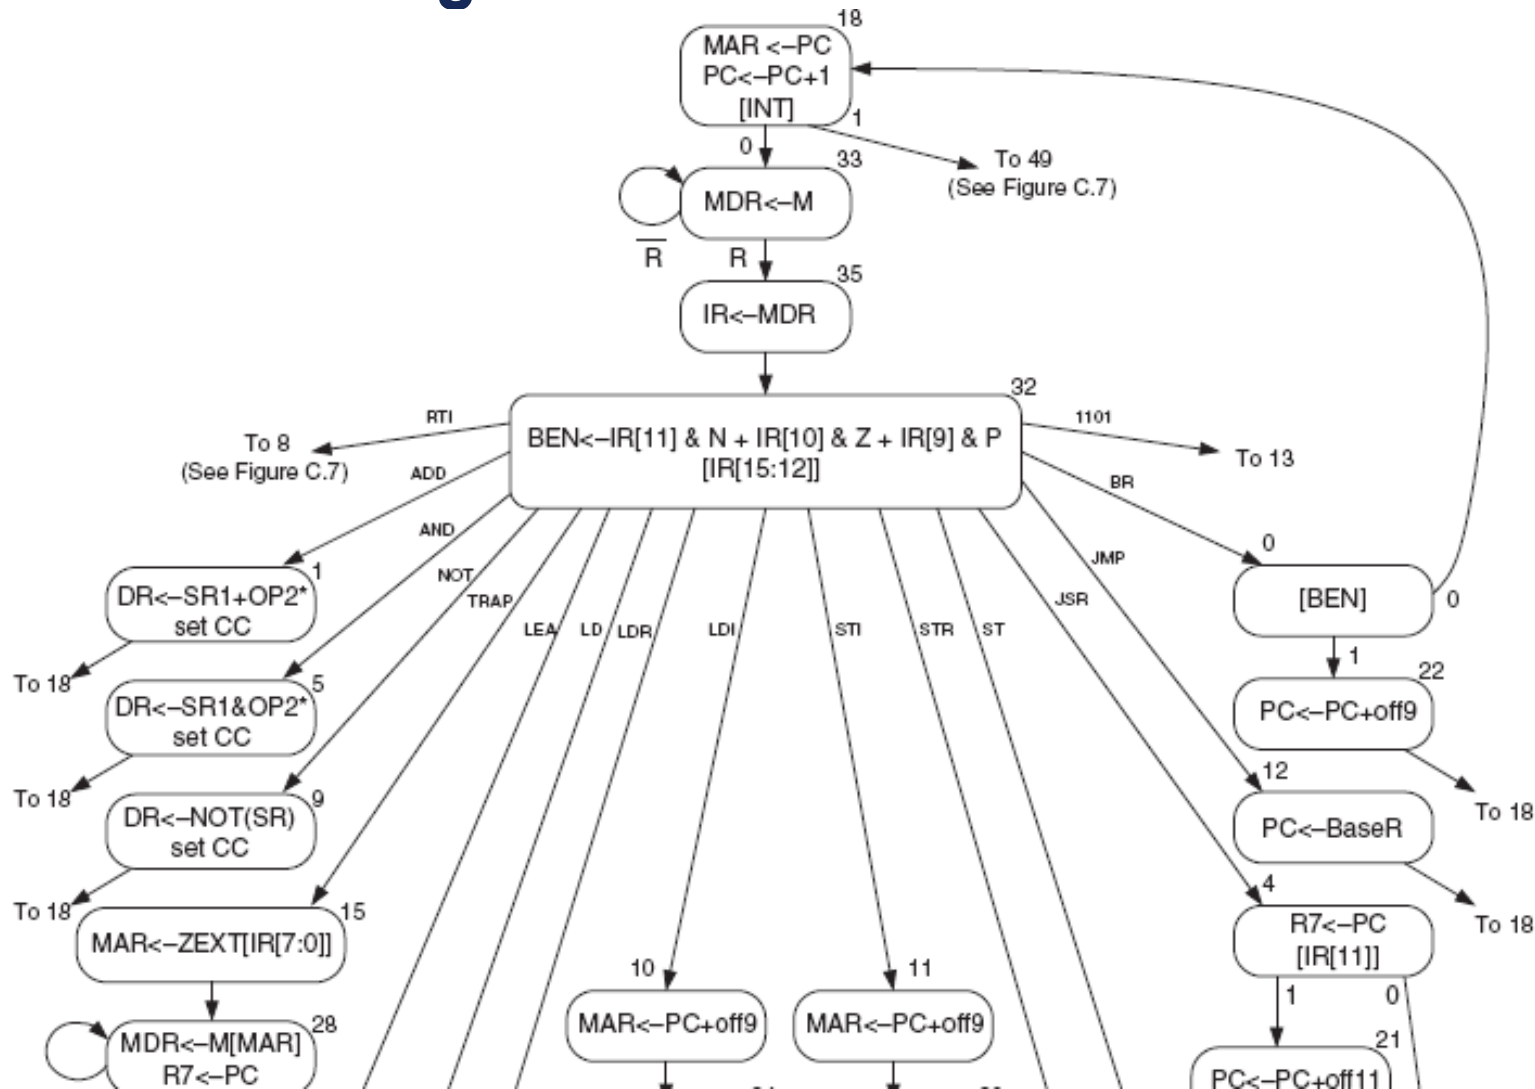 18
MAR <–PC
PC<–PC+1
[INT]
1
0
To 49
(See Figure C.7)
33
MDR<–M
R
R
35
IR<–MDR
32
BEN<–IR[11] & N + IR[10] & Z + IR[9] & P
[IR[15:12]]
RTI
To 8
(See Figure C.7)
1101
To 13
ADD
BR
AND
NOT
TRAP
LEA
LD
LDR
LDI
STI
STR
ST
JSR
JMP
1
DR<–SR1+OP2*
set CC
To 18
5
DR<–SR1&OP2*
set CC
To 18
9
DR<–NOT(SR)
set CC
To 18
15
MAR<–ZEXT[IR[7:0]]
28
MDR<–M[MAR]
R7<–PC
10
MAR<–PC+off9
11
MAR<–PC+off9
0
[BEN]
0
1
22
PC<–PC+off9
To 18
12
PC<–BaseR
To 18
4
R7<–PC
[IR[11]]
1
0
21
PC<–PC+off11